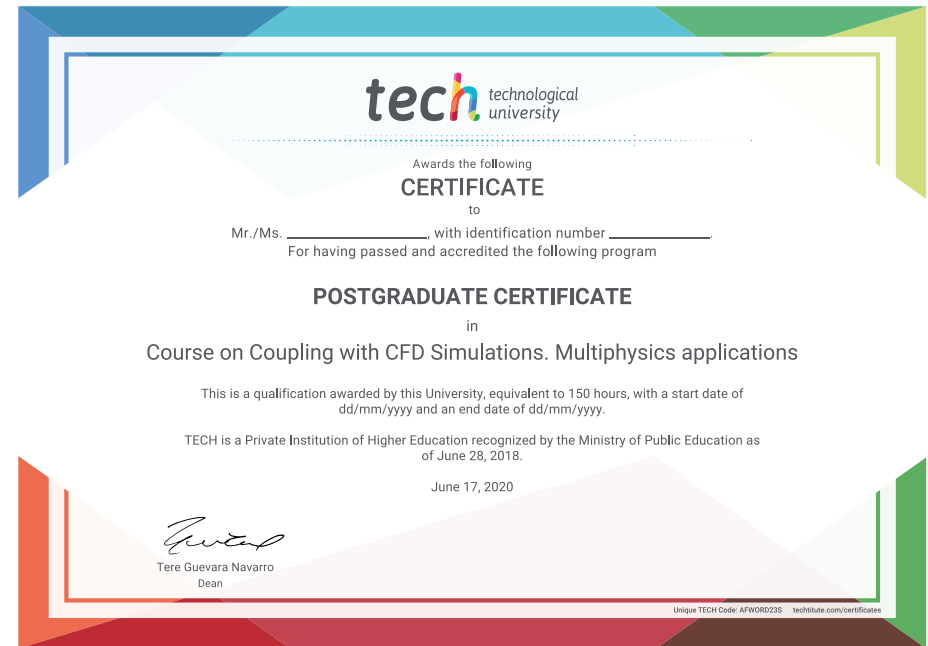 tech technological
university
Awards the following
CERTIFICATE
to
Mr./Ms. ____________________, with identification number ______________.
For having passed and accredited the following program
POSTGRADUATE CERTIFICATE
in
Course on Coupling with CFD Simulations. Multiphysics applications
This is a qualification awarded by this University, equivalent to 150 hours, with a start date of
dd/mm/yyyy and an end date of dd/mm/yyyy.
TECH is a Private Institution of Higher Education recognized by the Ministry of Public Education as
of June 28, 2018.
June 17, 2020
Tere Guevara Navarro
Dean
Unique TECH Code: AFWORD23S techtitute.com/certificates